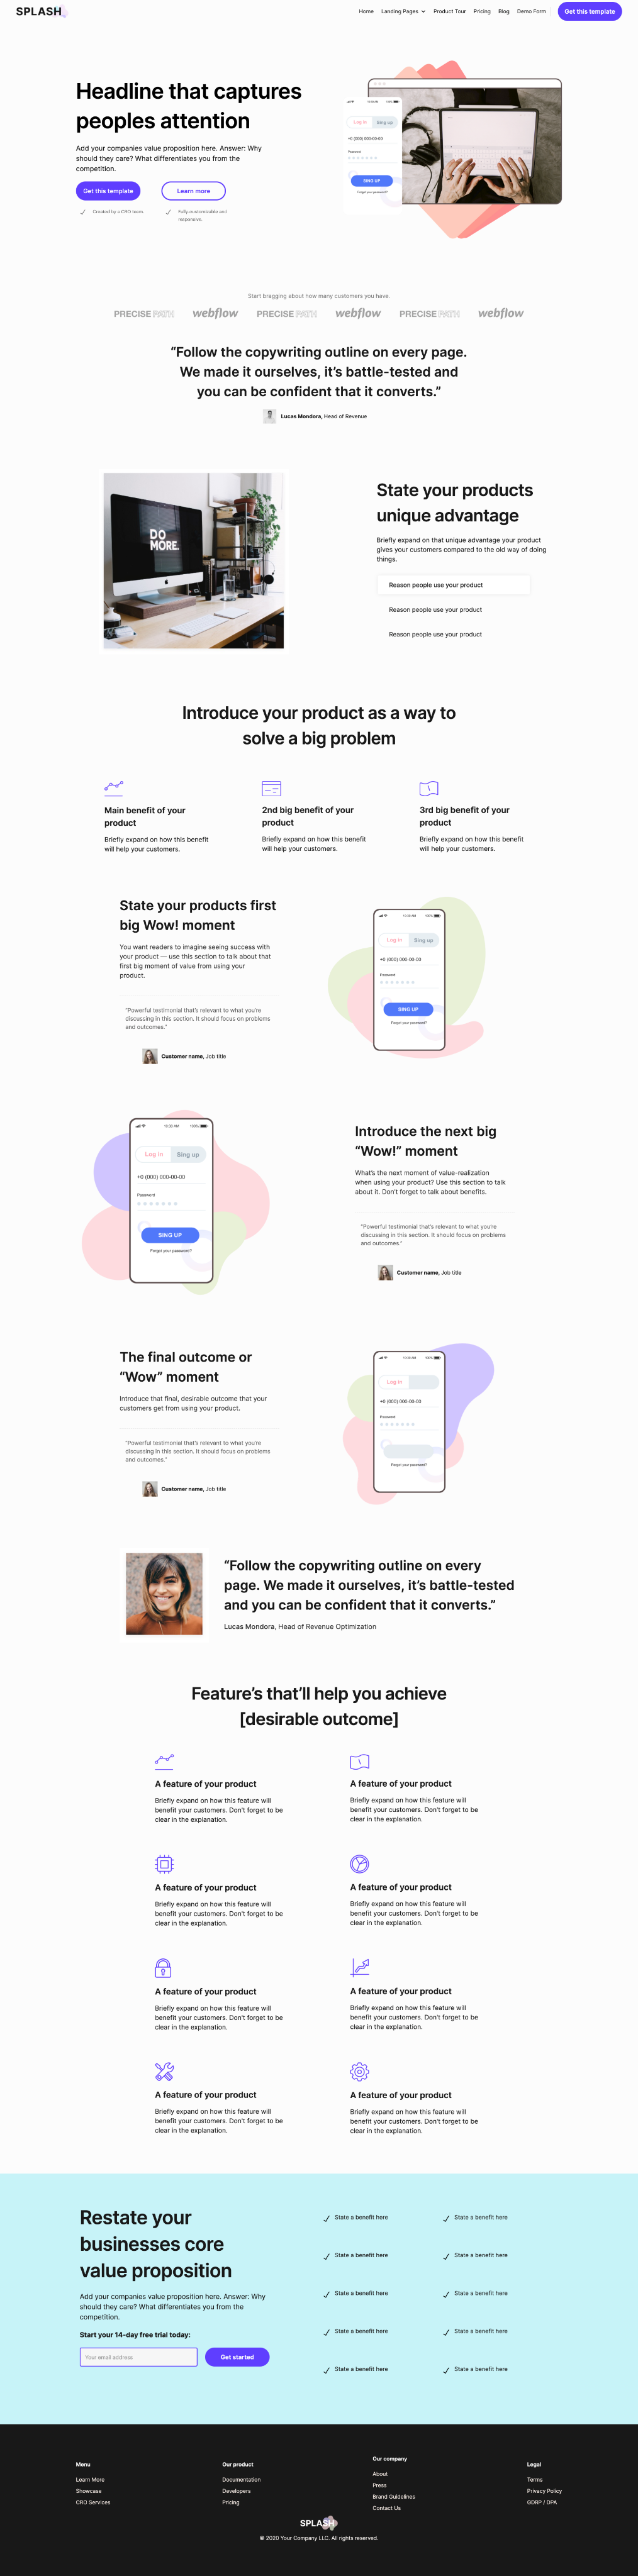 SPLASH
Home Landing Pages Product Tour Pricing Blog Demo Form Get this template
Headline that captures
peoples attention
Add your companies value proposition here. Answer: Why
should they care? What differentiates you from the
competition.
Get this template Learn more
Created by a CRO team.
Fully customizable and
responsive.
10:30 AM 100%
Log in Sing up
+0 (000) 000-00-03
Password
SING UP
Forgot your password?
Start bragging about how many customers you have.
PRECISE PATH webflow PRECISE PATH webflow PRECISE PATH webflow
“Follow the copywriting outline on every page.
We made it ourselves, it’s battle-tested and
you can be confident that it converts.”
Lucas Mondora, Head of Revenue
DO
MORE.
State your products
unique advantage
Briefly expand on that unique advantage your product
gives your customers compared to the old way of doing
things.
Reason people use your product
Reason people use your product
Reason people use your product
Introduce your product as a way to
solve a big problem
Main benefit of your
product
Briefly expand on how this benefit
will help your customers.
2nd big benefit of your
product
Briefly expand on how this benefit
will help your customers.
3rd big benefit of your
product
Briefly expand on how this benefit
will help your customers.
State your products first
big Wow! moment
You want readers to imagine seeing success with
your product — use this section to talk about that
first big moment of value from using your
product.
"Powerful testimonial that’s relevant to what you’re
discussing in this section. It should focus on problems
and outcomes."
Customer name, Job title
10:30 AM 100%
Log in Sing up
+0 (000) 000-00-03
Password
SING UP
Forgot your password?
10:30 AM 100%
Log in Sing up
+0 (000) 000-00-00
Password
SING UP
Forgot your password?
Introduce the next big
“Wow!” moment
What’s the next moment of value-realization
when using your product? Use this section to talk
about it. Don’t forget to talk about benefits.
"Powerful testimonial that’s relevant to what you’re
discussing in this section. It should focus on problems
and outcomes."
Customer name, Job title
The final outcome or
“Wow” moment
Introduce that final, desirable outcome that your
customers get from using your product.
"Powerful testimonial that’s relevant to what you’re
discussing in this section. It should focus on problems
and outcomes."
Customer name, Job title
10:30 AM 100%
Log in
+0 (000) 000-00-03
Password
Forgot your password?
“Follow the copywriting outline on every
page. We made it ourselves, it’s battle-tested
and you can be confident that it converts.”
Lucas Mondora, Head of Revenue Optimization
Feature’s that’ll help you achieve
[desirable outcome]
A feature of your product
Briefly expand on how this feature will
benefit your customers. Don’t forget to be
clear in the explanation.
A feature of your product
Briefly expand on how this feature will
benefit your customers. Don’t forget to be
clear in the explanation.
A feature of your product
Briefly expand on how this feature will
benefit your customers. Don’t forget to be
clear in the explanation.
A feature of your product
Briefly expand on how this feature will
benefit your customers. Don’t forget to be
clear in the explanation.
A feature of your product
Briefly expand on how this feature will
benefit your customers. Don’t forget to be
clear in the explanation.
A feature of your product
Briefly expand on how this feature will
benefit your customers. Don’t forget to be
clear in the explanation.
A feature of your product
Briefly expand on how this feature will
benefit your customers. Don’t forget to be
clear in the explanation.
A feature of your product
Briefly expand on how this feature will
benefit your customers. Don’t forget to be
clear in the explanation.
Restate your
businesses core
value proposition
Add your companies value proposition here. Answer: Why
should they care? What differentiates you from the
competition.
Start your 14-day free trial today:
Your email address
Get started
State a benefit here State a benefit here
State a benefit here State a benefit here
State a benefit here State a benefit here
State a benefit here State a benefit here
State a benefit here State a benefit here
Menu
Learn More
Showcase
CRO Services
Our product
Documentation
Developers
Pricing
Our company
About
Press
Brand Guidelines
Contact Us
Legal
Terms
Privacy Policy
GDRP / DPA
SPLASH
© 2020 Your Company LLC. All rights reserved.